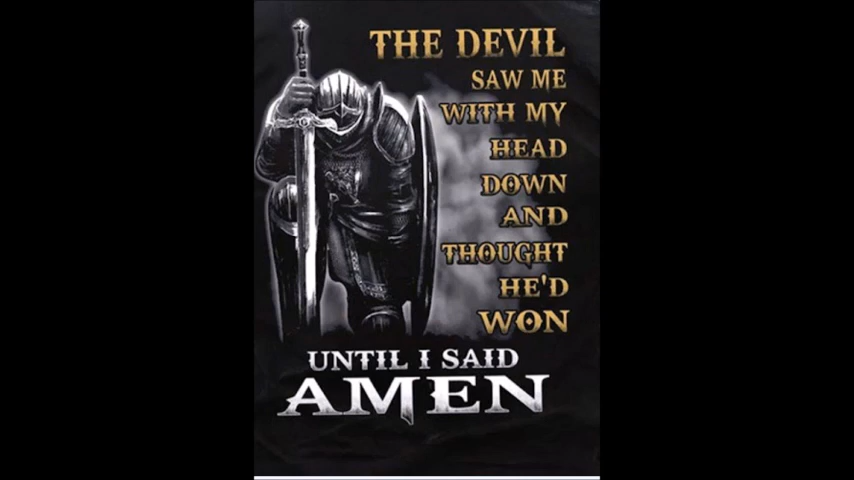 THE DEVIL
SAW ME
WITH MY
HEAD
DOWN
AND
THOUGHT
HE'D
WON
UNTIL I SAID
AMEN